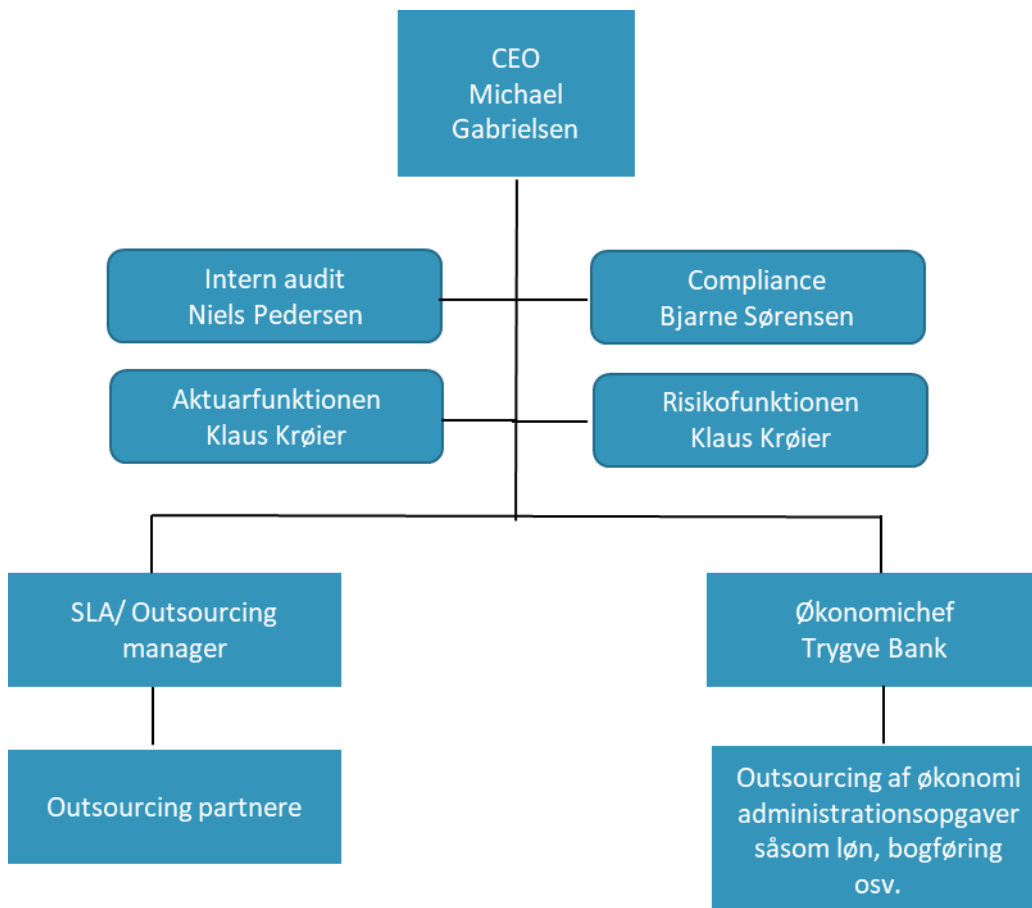 CEO
Michael
Gabrielsen
Intern audit
Niels Pedersen
Compliance
Bjarne Sørensen
Aktuarfunktionen
Klaus Krøier
Risikofunktionen
Klaus Krøier
SLA/ Outsourcing
manager
Økonomichef
Trygve Bank
Outsourcing partnere
Outsourcing af økonomi
administrationsopgaver
såsom løn, bogføring
osv.